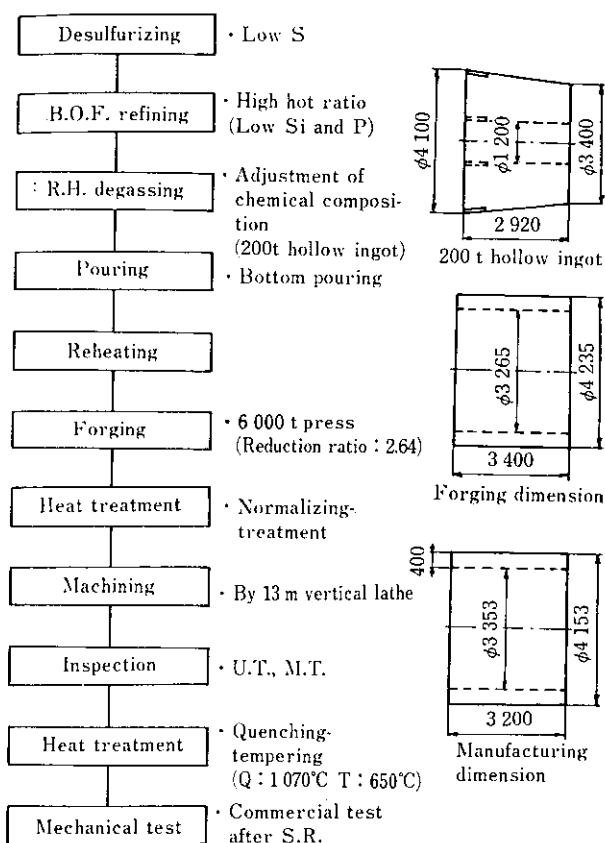 Desulfurizing
· Low S
B.O.F. refining
· High hot ratio
(Low Si and P)
R.H. degassing
· Adjustment of
chemical composi-
tion
(200t hollow ingot)
Pouring
· Bottom pouring
Reheating
Forging
· 6 000 t press
(Reduction ratio : 2.64)
Heat treatment
· Normalizing-
treatment
Machining
· By 13 m vertical lathe
Inspection
· U.T., M.T.
Heat treatment
· Quenching-
tempering
(Q : 1 070°C T : 650°C)
Mechanical test
· Commercial test
after S.R.
ϕ4 100
ϕ1 200
ϕ3 400
2 920
200 t hollow ingot
ϕ3 265
ϕ4 235
3 400
Forging dimension
400
ϕ3 353
ϕ4 153
3 200
Manufacturing
dimension